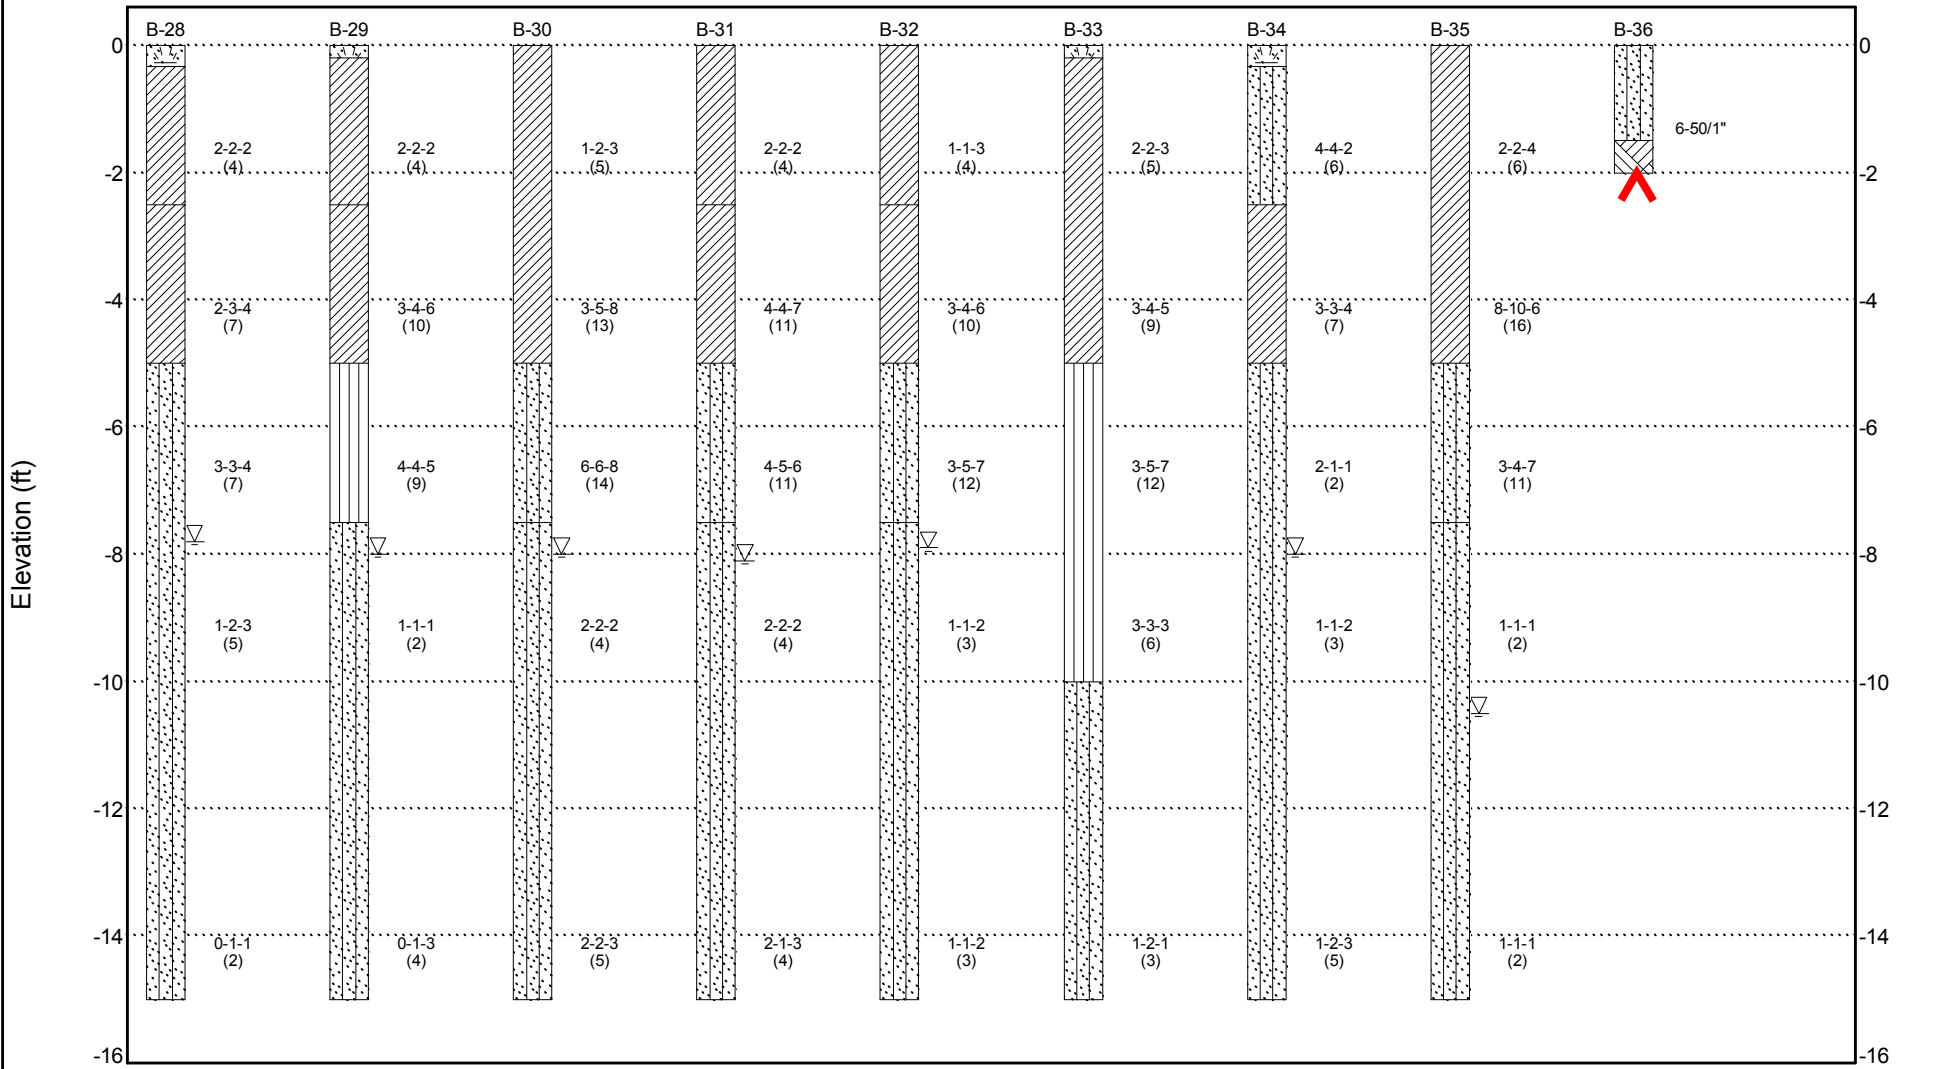 B-28 B-29 B-30 B-31 B-32 B-33 B-34 B-35 B-36
0 0
6-50/1"
2-2-2 2-2-2 1-2-3 2-2-2 1-1-3 2-2-3 4-4-2 2-2-4
(4) (4) (5) (4) (4) (5) (6) (6)
-2 -2
-4 -4
2-3-4 3-4-6 3-5-8 4-4-7 3-4-6 3-4-5 3-3-4 8-10-6
(7) (10) (13) (11) (10) (9) (7) (16)
-6 -6
3-3-4 4-4-5 6-6-8 4-5-6 3-5-7 3-5-7 2-1-1 3-4-7
(7) (9) (14) (11) (12) (12) (2) (11)
Elevation (ft)
-8 -8
1-2-3 1-1-1 2-2-2 2-2-2 1-1-2 3-3-3 1-1-2 1-1-1
(5) (2) (4) (4) (3) (6) (3) (2)
-10 -10
-12 -12
-14 -14
0-1-1 0-1-3 2-2-3 2-1-3 1-1-2 1-2-1 1-2-3 1-1-1
(2) (4) (5) (4) (3) (3) (5) (2)
-16 -16